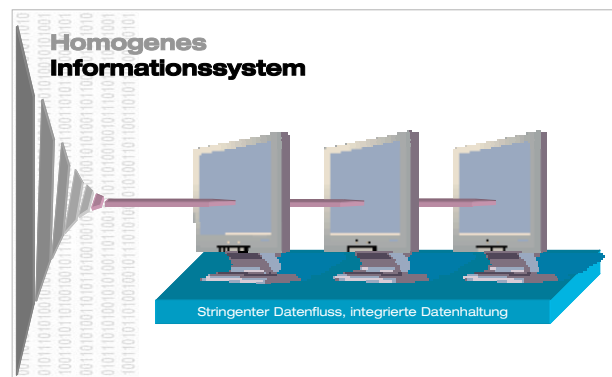 Homogenes
Informationssystem
Stringenter Datenfluss, integrierte Datenhaltung